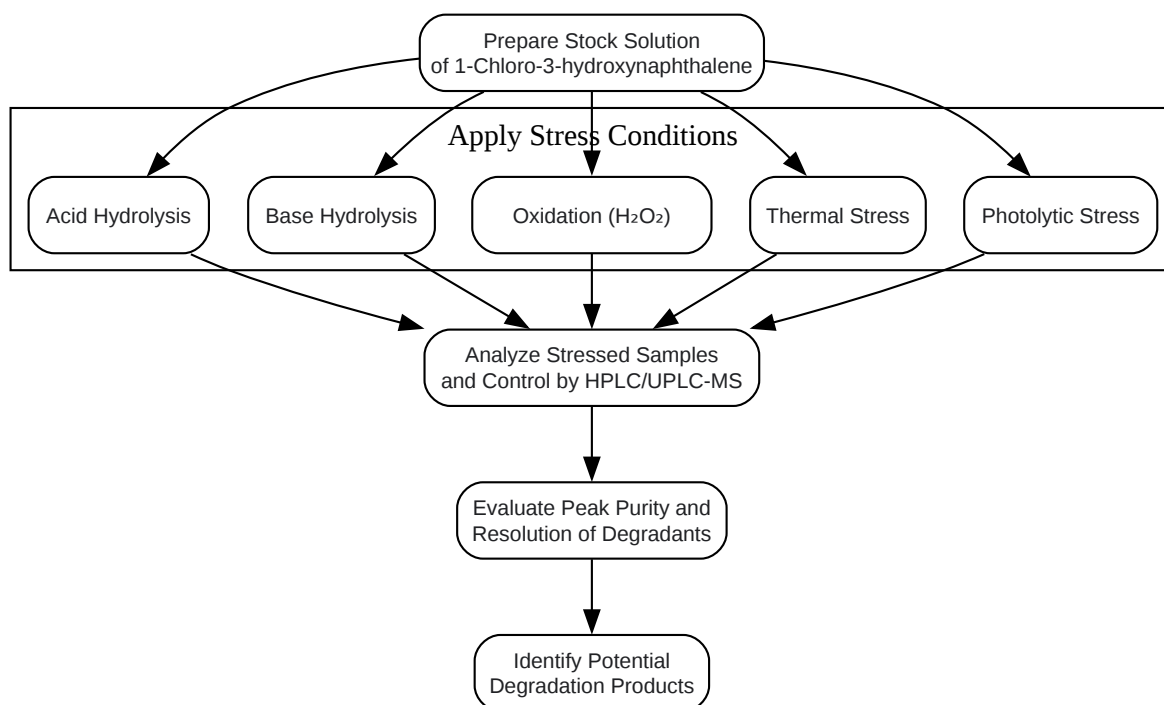 Prepare Stock Solution
of 1-Chloro-3-hydroxynaphthalene
Apply Stress Conditions
Acid Hydrolysis
Base Hydrolysis
Oxidation (H₂O₂)
Thermal Stress
Photolytic Stress
Analyze Stressed Samples
and Control by HPLC/UPLC-MS
Evaluate Peak Purity and
Resolution of Degradants
Identify Potential
Degradation Products